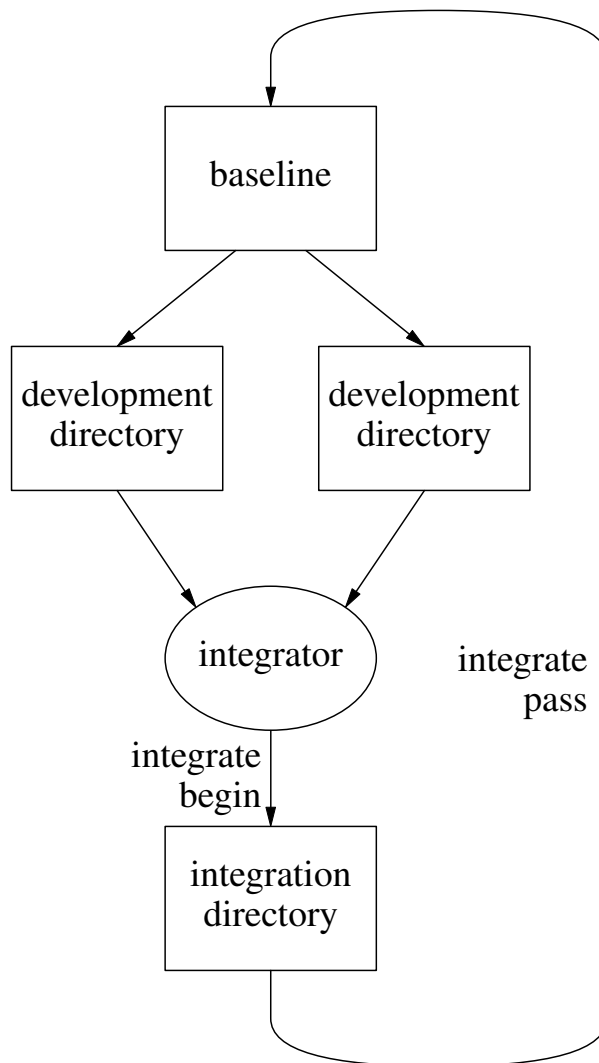 baseline
development
directory
development
directory
integrator
integrate
pass
integrate
begin
integration
directory